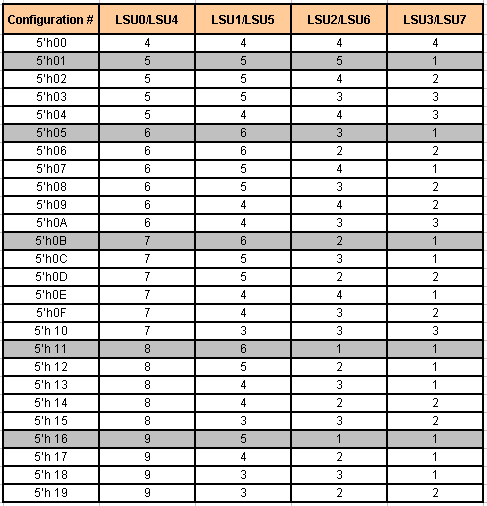 Configuration # LSU0/LSU4 LSU1/LSU5 LSU2/LSU6 LSU3/LSU7
5'h00 4 4 4 4
5'h01 5 5 5 1
5'h02 5 5 4 2
5'h03 5 5 3 3
5'h04 5 4 4 3
5'h05 6 6 3 1
5'h06 6 6 2 2
5'h07 6 5 4 1
5'h08 6 5 3 2
5'h09 6 4 4 2
5'h0A 6 4 3 3
5'h0B 7 6 2 1
5'h0C 7 5 3 1
5'h0D 7 5 2 2
5'h0E 7 4 4 1
5'h0F 7 4 3 2
5'h 10 7 3 3 3
5'h 11 8 6 1 1
5'h 12 8 5 2 1
5'h 13 8 4 3 1
5'h 14 8 4 2 2
5'h 15 8 3 3 2
5'h 16 9 5 1 1
5'h 17 9 4 2 1
5'h 18 9 3 3 1
5'h 19 9 3 2 2